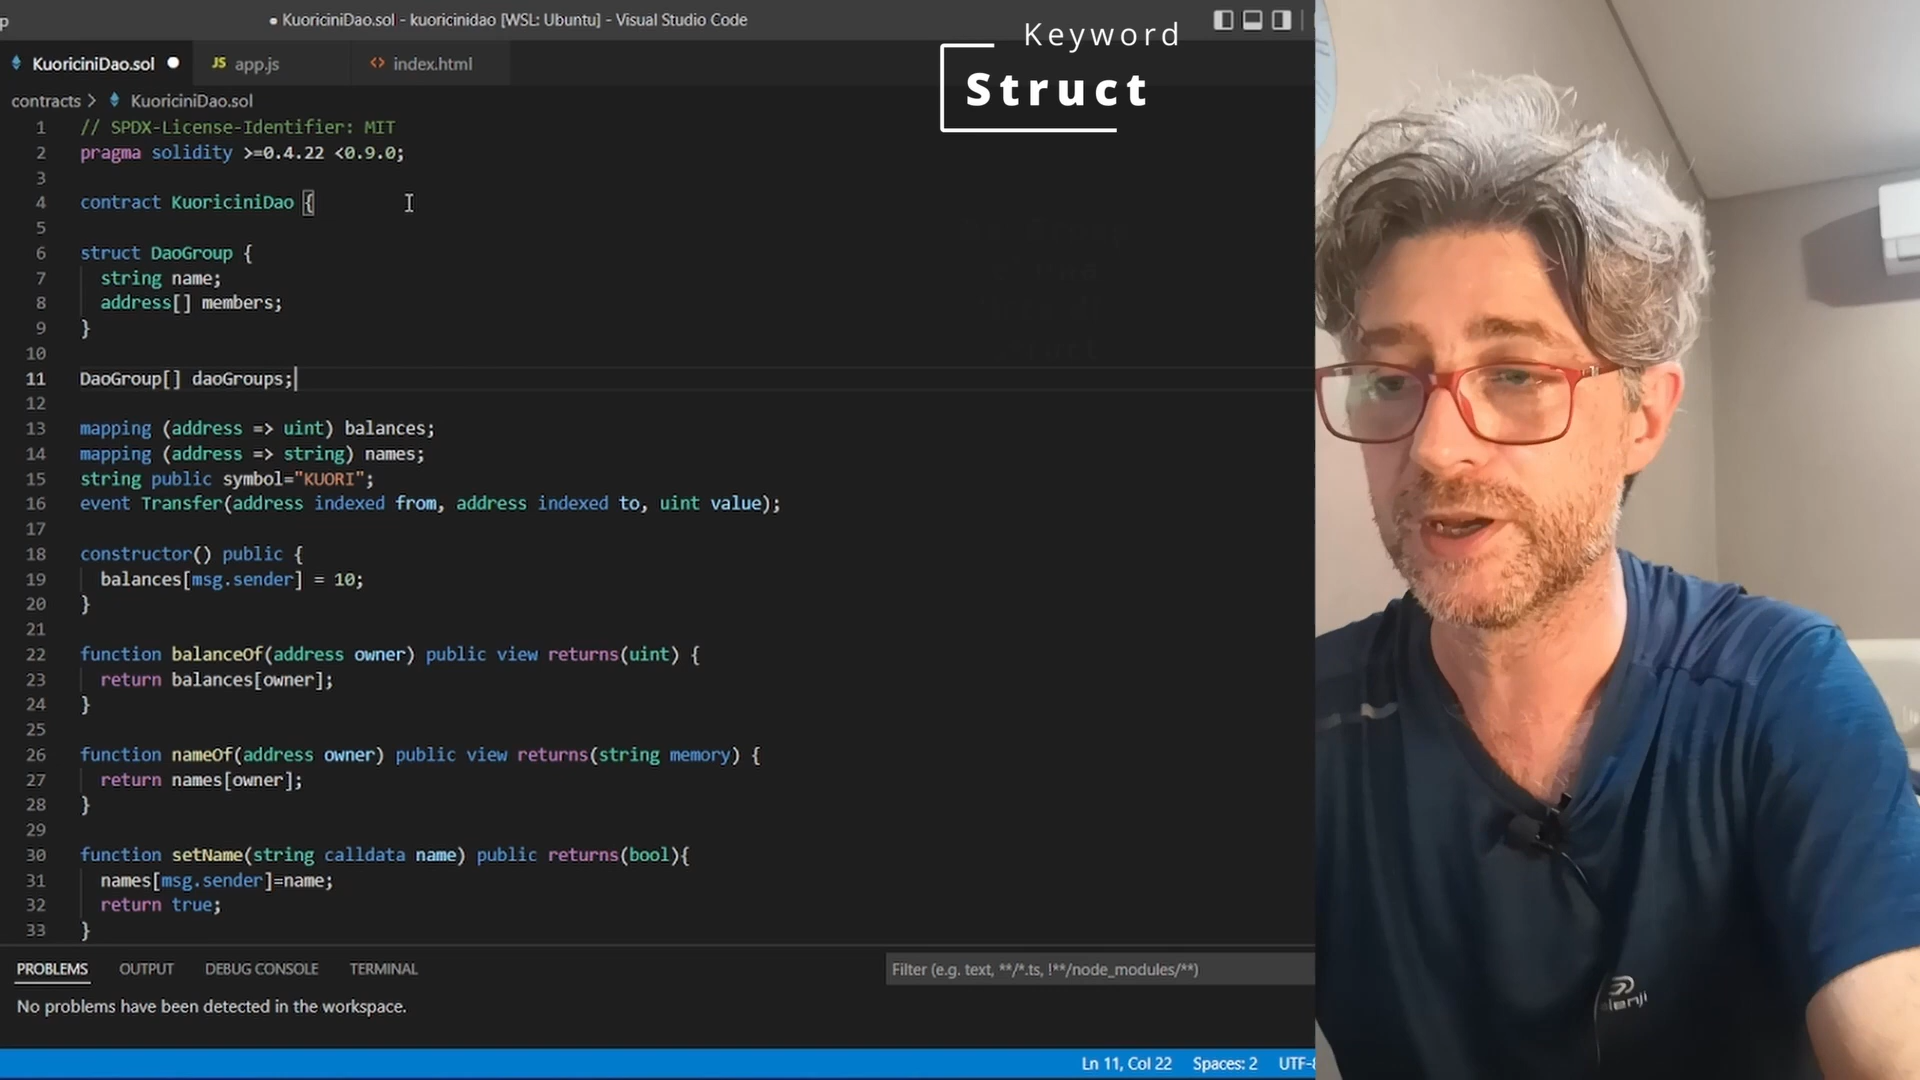 p
● KuoriciniDao.sol - kuoricinidao [WSL: Ubuntu] - Visual Studio Code
Keyword
Struct
KuoriciniDao.sol
JS app.js
<> index.html
contracts > KuoriciniDao.sol
1 // SPDX-License-Identifier: MIT
2 pragma solidity >=0.4.22 <0.9.0;
3
4 contract KuoriciniDao {
5
6 struct DaoGroup {
7 string name;
8 address[] members;
9 }
10
11 DaoGroup[] daoGroups;
12
13 mapping (address => uint) balances;
14 mapping (address => string) names;
15 string public symbol="KUORI";
16 event Transfer(address indexed from, address indexed to, uint value);
17
18 constructor() public {
19 balances[msg.sender] = 10;
20 }
21
22 function balanceOf(address owner) public view returns(uint) {
23 return balances[owner];
24 }
25
26 function nameOf(address owner) public view returns(string memory) {
27 return names[owner];
28 }
29
30 function setName(string calldata name) public returns(bool){
31 names[msg.sender]=name;
32 return true;
33 }
PROBLEMS OUTPUT DEBUG CONSOLE TERMINAL
Filter (e.g. text, **/*.ts, !**/node_modules/**)
No problems have been detected in the workspace.
Ln 11, Col 22 Spaces: 2 UTF-8